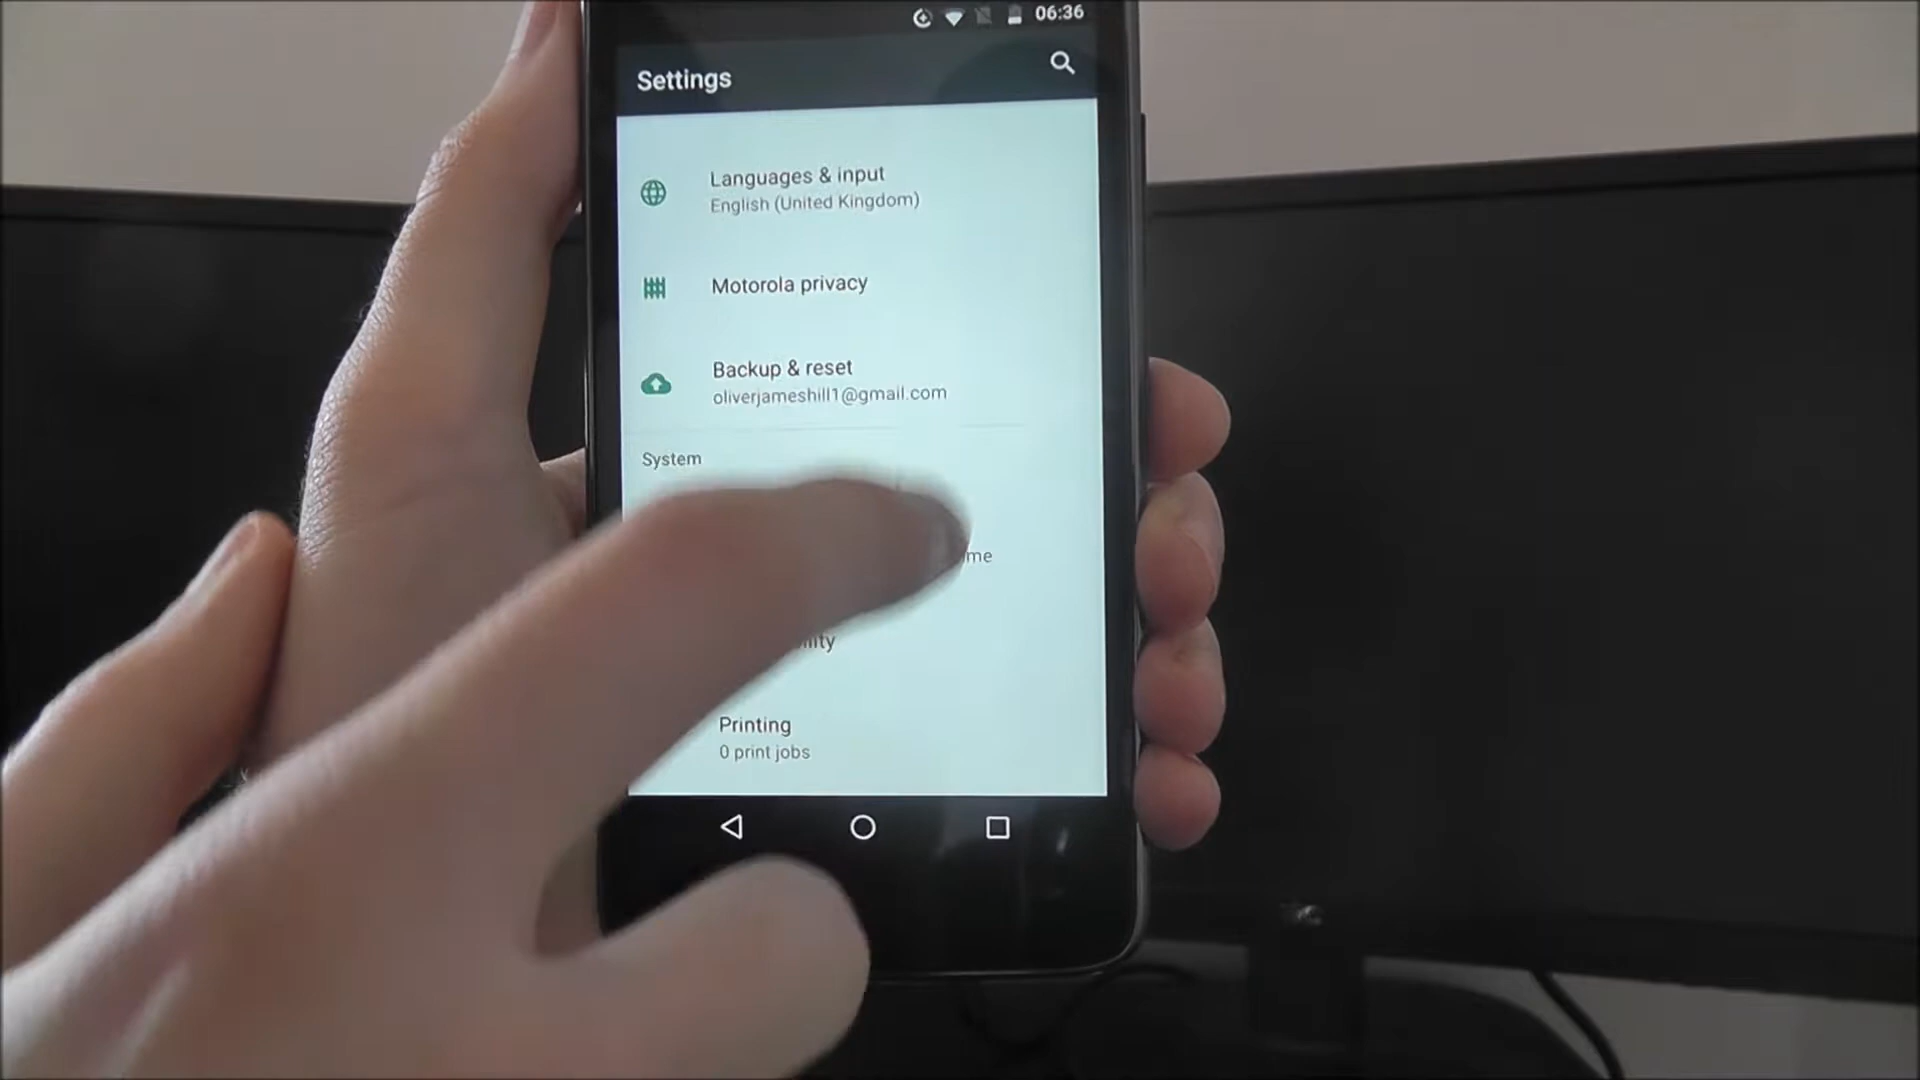 06:36
Settings
Languages & input
English (United Kingdom)
Motorola privacy
Backup & reset
oliverjameshill1@gmail.com
System
Printing
0 print jobs